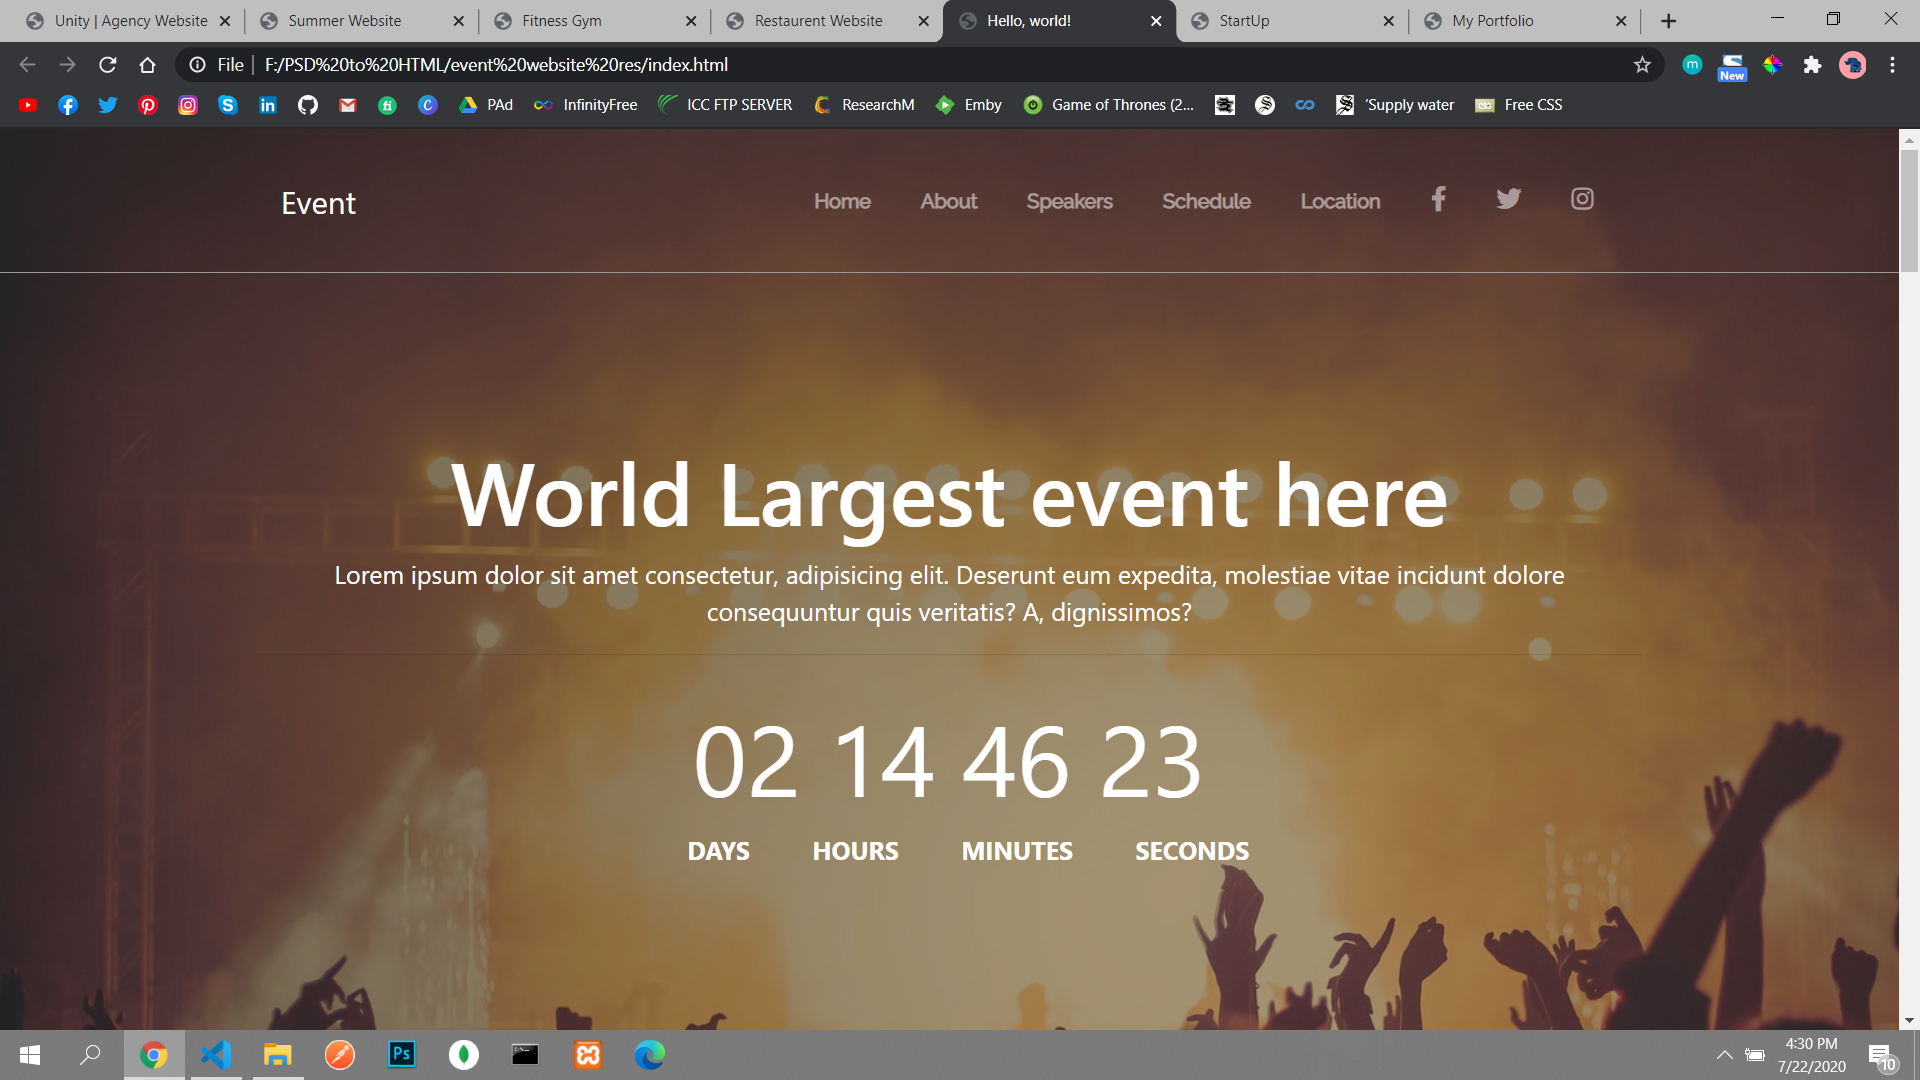 Unity | Agency Website Summer Website Fitness Gym Restaurent Website Hello, world! StartUp My Portfolio
File F:/PSD%20to%20HTML/event%20website%20res/index.html m New
fi C PAd InfinityFree ICC FTP SERVER ResearchM Emby Game of Thrones (2... 'Supply water Free CSS
Event Home About Speakers Schedule Location
World Largest event here
Lorem ipsum dolor sit amet consectetur, adipisicing elit. Deserunt eum expedita, molestiae vitae incidunt dolore
consequuntur quis veritatis? A, dignissimos?
02 14 46 23
DAYS HOURS MINUTES SECONDS
Ps
4:30 PM
7/22/2020 10